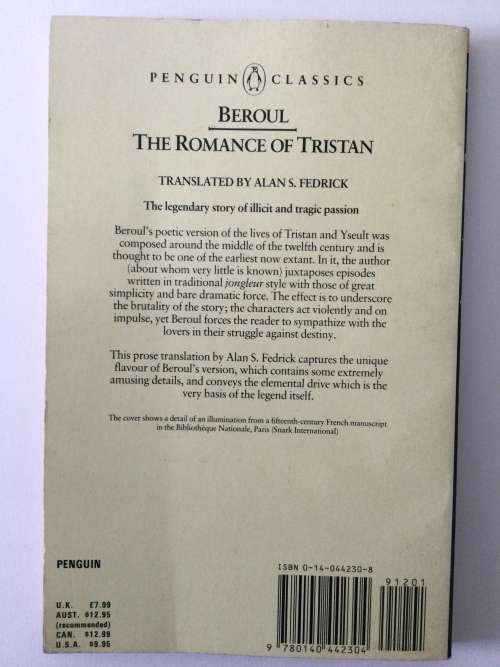 PENGUIN CLASSICS
BEROUL
THE ROMANCE OF TRISTAN
TRANSLATED BY ALAN S. FEDRICK
The legendary story of illicit and tragic passion
Beroul's poetic version of the lives of Tristan and Yseult was
composed around the middle of the twelfth century and is
thought to be one of the earliest now extant. In it, the author
(about whom very little is known) juxtaposes episodes
written in traditional jongleur style with those of great
simplicity and bare dramatic force. The effect is to underscore
the brutality of the story; the characters act violently and on
impulse, yet Beroul forces the reader to sympathize with the
lovers in their struggle against destiny.
This prose translation by Alan S. Fedrick captures the unique
flavour of Beroul's version, which contains some extremely
amusing details, and conveys the elemental drive which is the
very basis of the legend itself.
The cover shows a detail of an illumination from a fifteenth-century French manuscript
in the Bibliothèque Nationale, Paris (Snark International)
PENGUIN
U.K. £7.99
AUST. $12.95
(recommended)
CAN. $12.99
U.S.A. $9.95
ISBN 0-14-044230-8
91201
9 780140 442304